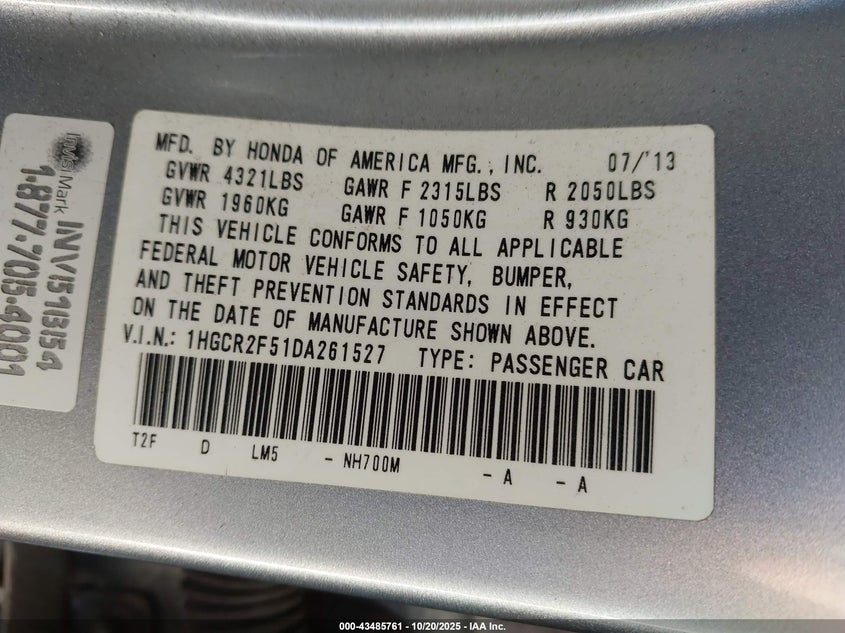 MFD. BY HONDA OF AMERICA MFG., INC. 07/'13
GVWR 4321LBS GAWR F 2315LBS R 2050LBS
GVWR 1960KG GAWR F 1050KG R 930KG
THIS VEHICLE CONFORMS TO ALL APPLICABLE
FEDERAL MOTOR VEHICLE SAFETY, BUMPER,
AND THEFT PREVENTION STANDARDS IN EFFECT
ON THE DATE OF MANUFACTURE SHOWN ABOVE.
V.I.N.: 1HGCR2F51DA261527 TYPE: PASSENGER CAR
T2F D LM5 - NH700M - A - A
InVisiMark INV15113154
1.877.705.4001
000-43485761 - 10/20/2025 - IAA Inc.